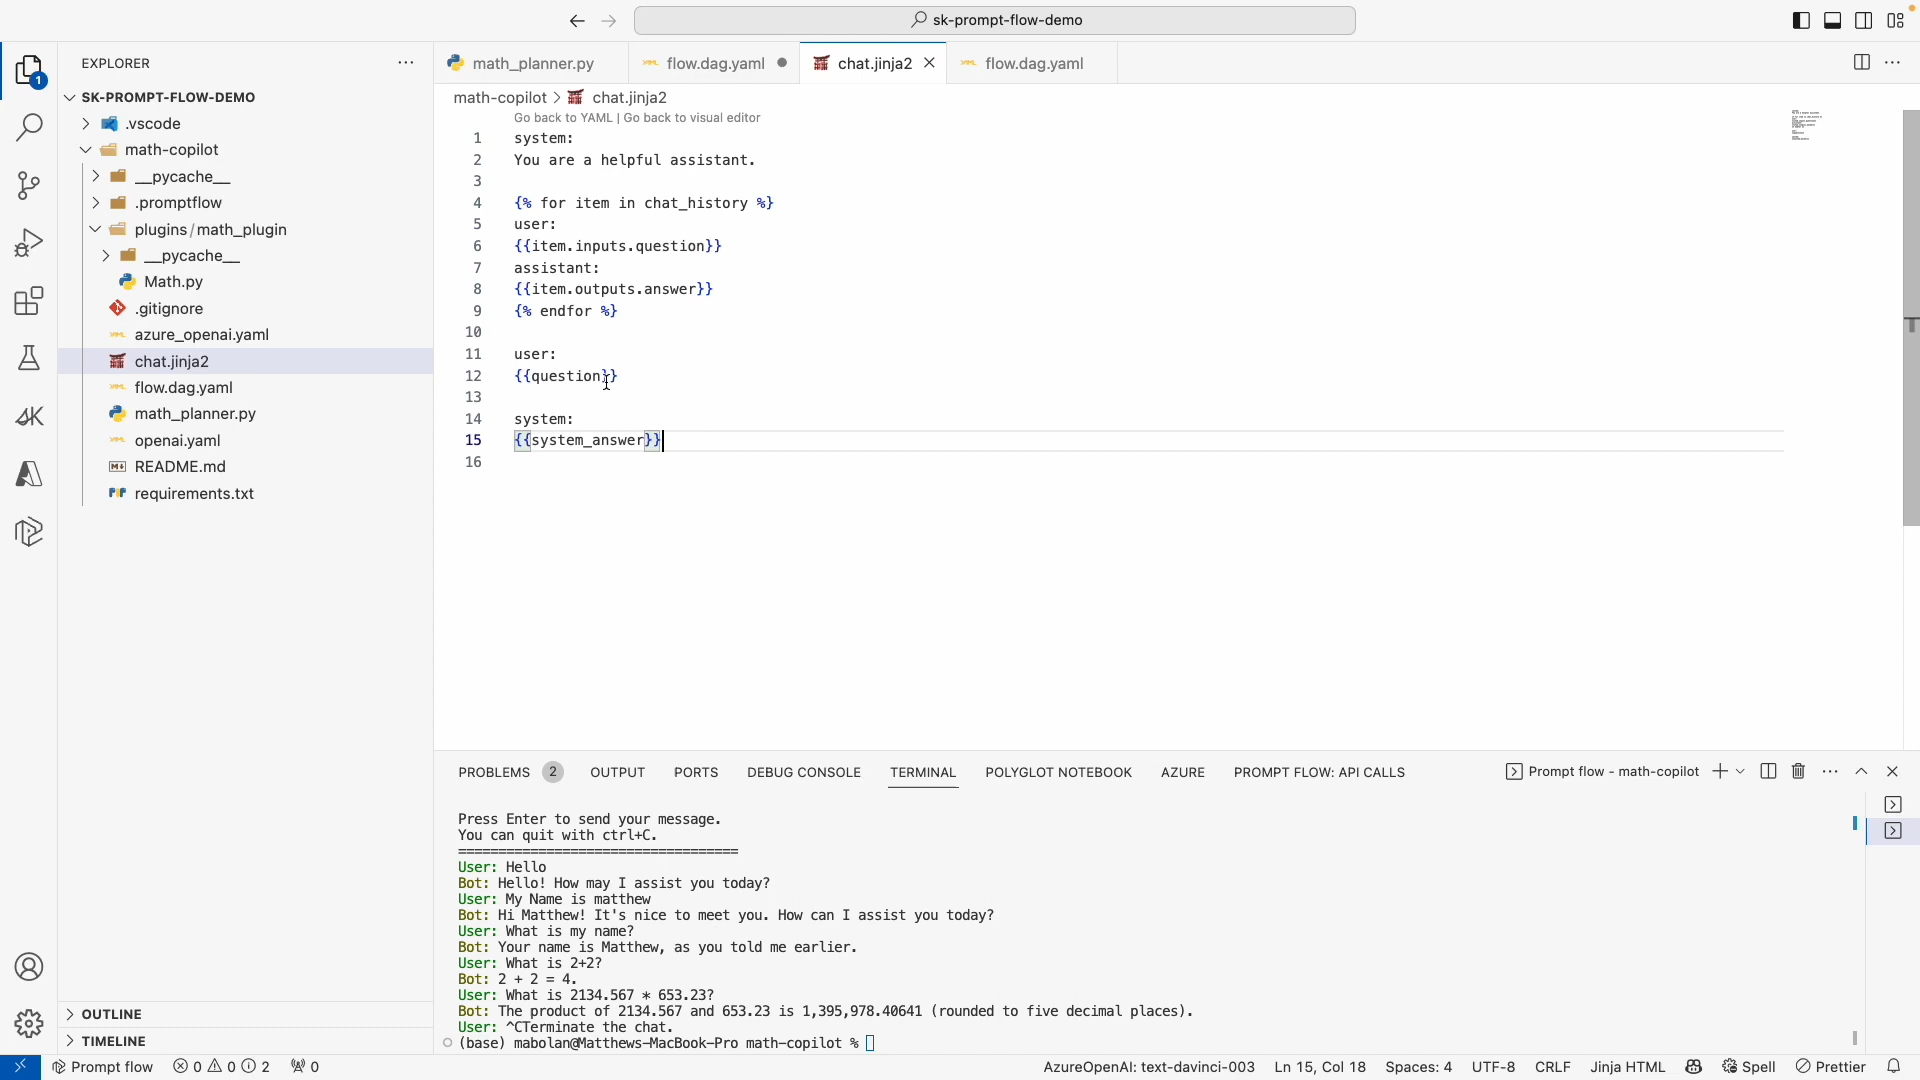 sk-prompt-flow-demo
EXPLORER
SK-PROMPT-FLOW-DEMO
.vscode
math-copilot
__pycache__
.promptflow
plugins / math_plugin
__pycache__
Math.py
.gitignore
azure_openai.yaml
chat.jinja2
flow.dag.yaml
math_planner.py
openai.yaml
README.md
requirements.txt
OUTLINE
TIMELINE
1
math_planner.py
flow.dag.yaml
chat.jinja2
flow.dag.yaml
math-copilot > chat.jinja2
Go back to YAML | Go back to visual editor
1 system:
2 You are a helpful assistant.
3
4 {% for item in chat_history %}
5 user:
6 {{item.inputs.question}}
7 assistant:
8 {{item.outputs.answer}}
9 {% endfor %}
10
11 user:
12 {{question}}
13
14 system:
15 {{system_answer}}
16
PROBLEMS 2 OUTPUT PORTS DEBUG CONSOLE TERMINAL POLYGLOT NOTEBOOK AZURE PROMPT FLOW: API CALLS Prompt flow - math-copilot
Press Enter to send your message.
You can quit with ctrl+C.
===================================
User: Hello
Bot: Hello! How may I assist you today?
User: My Name is matthew
Bot: Hi Matthew! It's nice to meet you. How can I assist you today?
User: What is my name?
Bot: Your name is Matthew, as you told me earlier.
User: What is 2+2?
Bot: 2 + 2 = 4.
User: What is 2134.567 * 653.23?
Bot: The product of 2134.567 and 653.23 is 1,395,978.40641 (rounded to five decimal places).
User: ^CTerminate the chat.
(base) mabolan@Matthews-MacBook-Pro math-copilot %
Prompt flow 0 0 2 0 AzureOpenAI: text-davinci-003 Ln 15, Col 18 Spaces: 4 UTF-8 CRLF Jinja HTML Spell Prettier